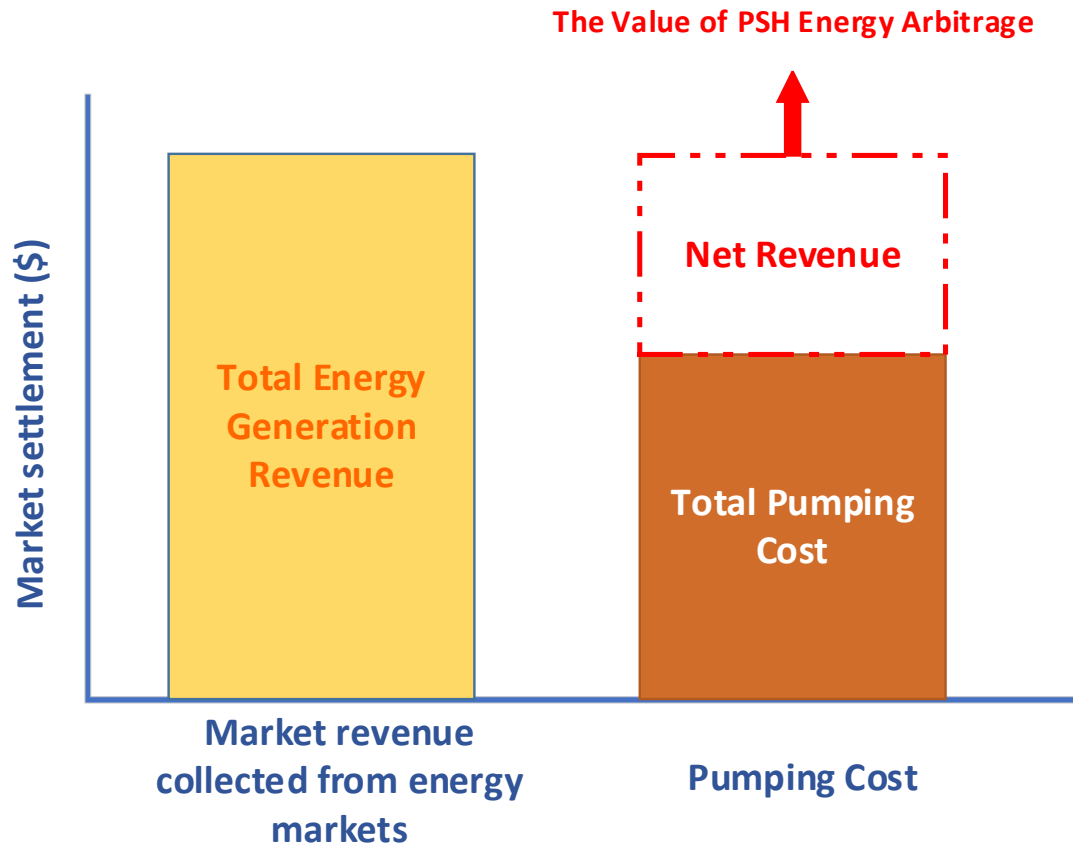 The Value of PSH Energy Arbitrage
Market settlement ($)
Total Energy
Generation
Revenue
Net Revenue
Total Pumping
Cost
Market revenue
collected from energy
markets
Pumping Cost